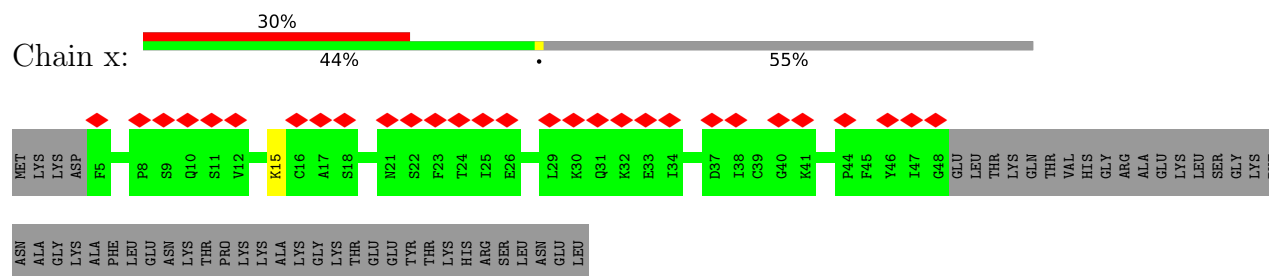 30%
Chain x:
44% • 55%
MET LYS LYS ASP F5 P8 S9 Q10 S11 V12 K15 C16 A17 S18 N21 S22 F23 T24 I25 E26 L29 K30 Q31 K32 E33 I34 D37 I38 C39 G40 K41 P44 F45 Y46 I47 G48 GLU LEU THR LYS GLN THR VAL HIS GLY ARG ALA GLU LYS LEU SER GLY LYS
ASN ALA GLY LYS ALA PHE LEU GLU ASN LYS THR PRO LYS LYS ALA LYS GLY LYS THR GLU GLU TYR THR LYS HIS ARG SER LEU ASN GLU LEU